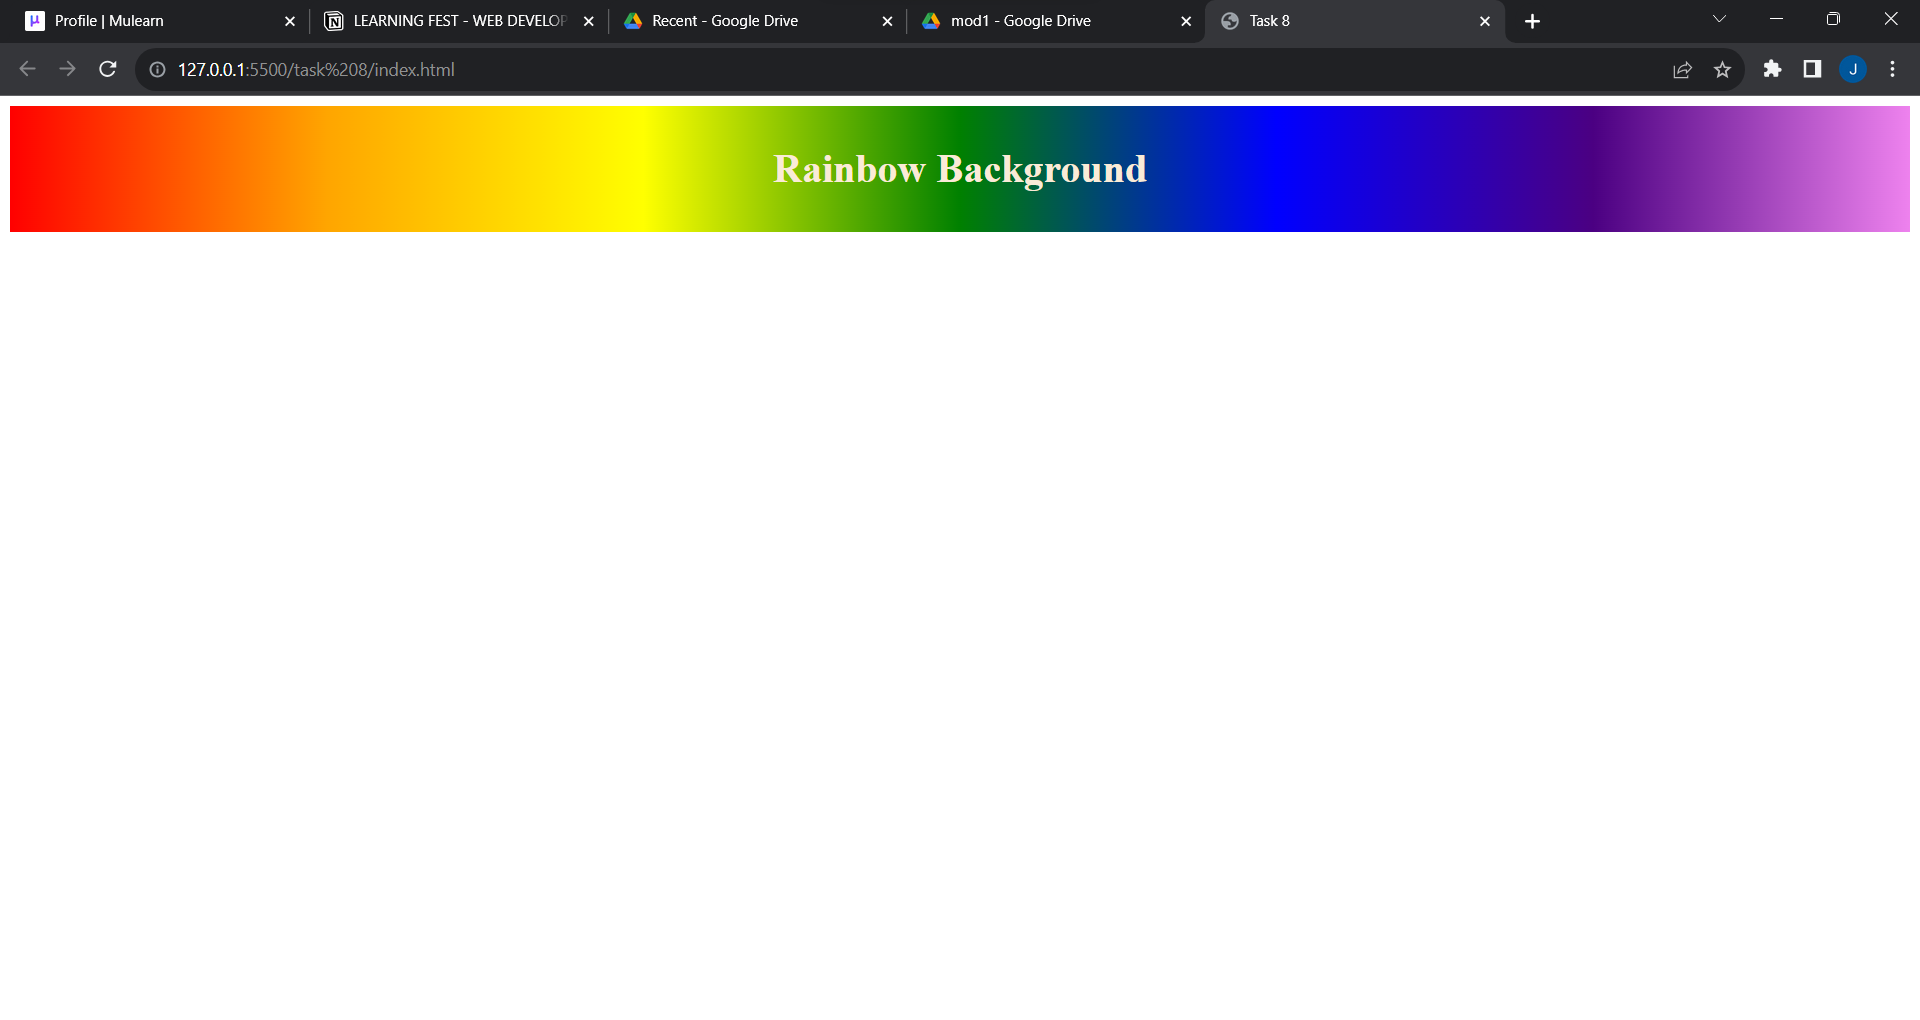 Profile | Mulearn
LEARNING FEST - WEB DEVELOP
Recent - Google Drive
mod1 - Google Drive
Task 8
127.0.0.1:5500/task%208/index.html
J
Rainbow Background